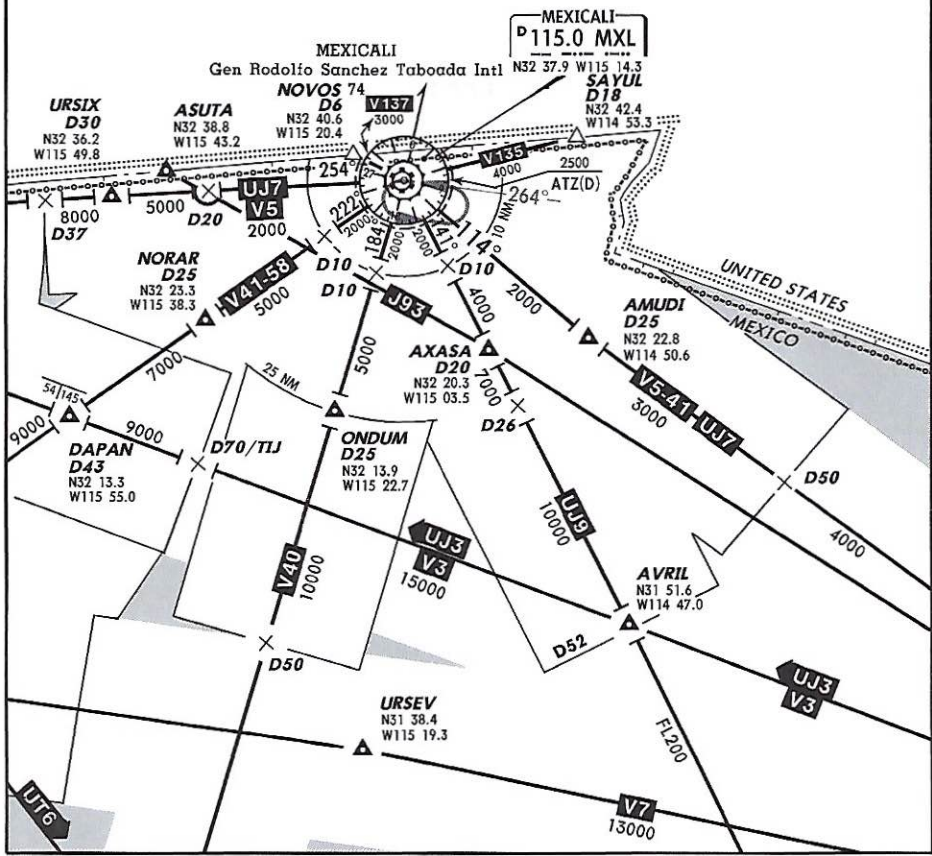 MEXICALI
D 115.0 MXL
N32 37.9 W115 14.3
MEXICALI
Gen Rodolfo Sanchez Taboada Intl
SAYUL
D18
N32 42.4
W114 53.3
NOVOS
D6
N32 40.6
W115 20.4
74
V137
3000
URSIX
D30
N32 36.2
W115 49.8
ASUTA
N32 38.8
W115 43.2
V135
4000
2500
ATZ(D)
264°
254°
27
UJ7
V5
2000
5000
8000
D20
D37
222°
2000
184°
2000
141°
2000
114°
10 NM
D10
D10
D10
NORAR
D25
N32 23.3
W115 38.3
V41-58
5000
7000
J93
4000
2000
UNITED STATES
MEXICO
AMUDI
D25
N32 22.8
W114 50.6
AXASA
D20
N32 20.3
W115 03.5
7000
D26
V5-41
UJ7
3000
D50
4000
25 NM
5000
54
145
9000
9000
D70/TIJ
DAPAN
D43
N32 13.3
W115 55.0
ONDUM
D25
N32 13.9
W115 22.7
UJ3
V3
15000
UJ9
10000
V40
10000
D50
AVRIL
N31 51.6
W114 47.0
D52
UJ3
V3
URSEV
N31 38.4
W115 19.3
FL200
UT6
V7
13000